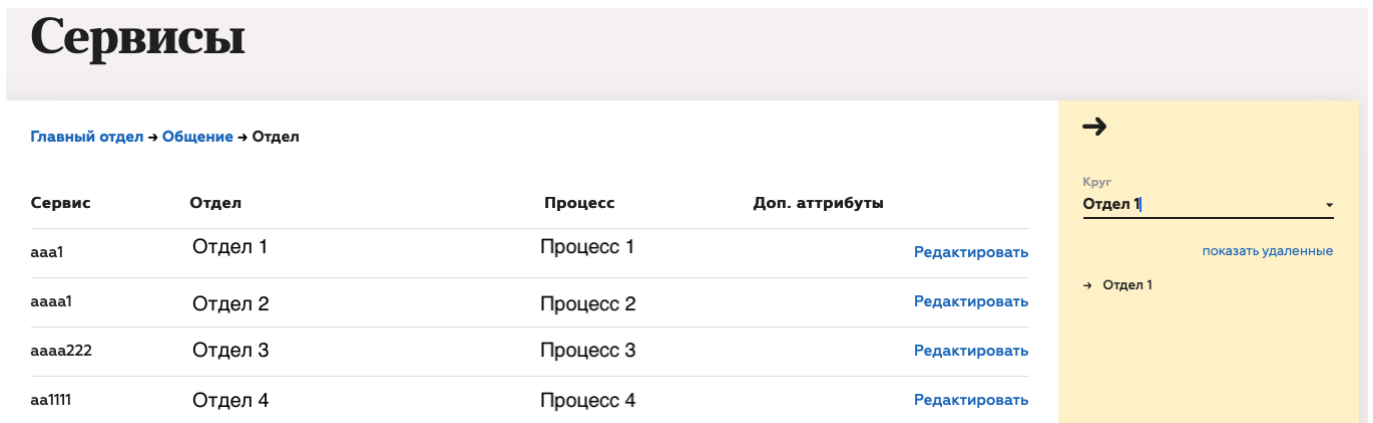 Сервисы
Главный отдел → Общение → Отдел
Сервис Отдел Процесс Доп. аттрибуты
aaa1 Отдел 1 Процесс 1 Редактировать
aaaa1 Отдел 2 Процесс 2 Редактировать
aaaa222 Отдел 3 Процесс 3 Редактировать
aa1111 Отдел 4 Процесс 4 Редактировать
→
Круг
Отдел 1
показать удаленные
→ Отдел 1